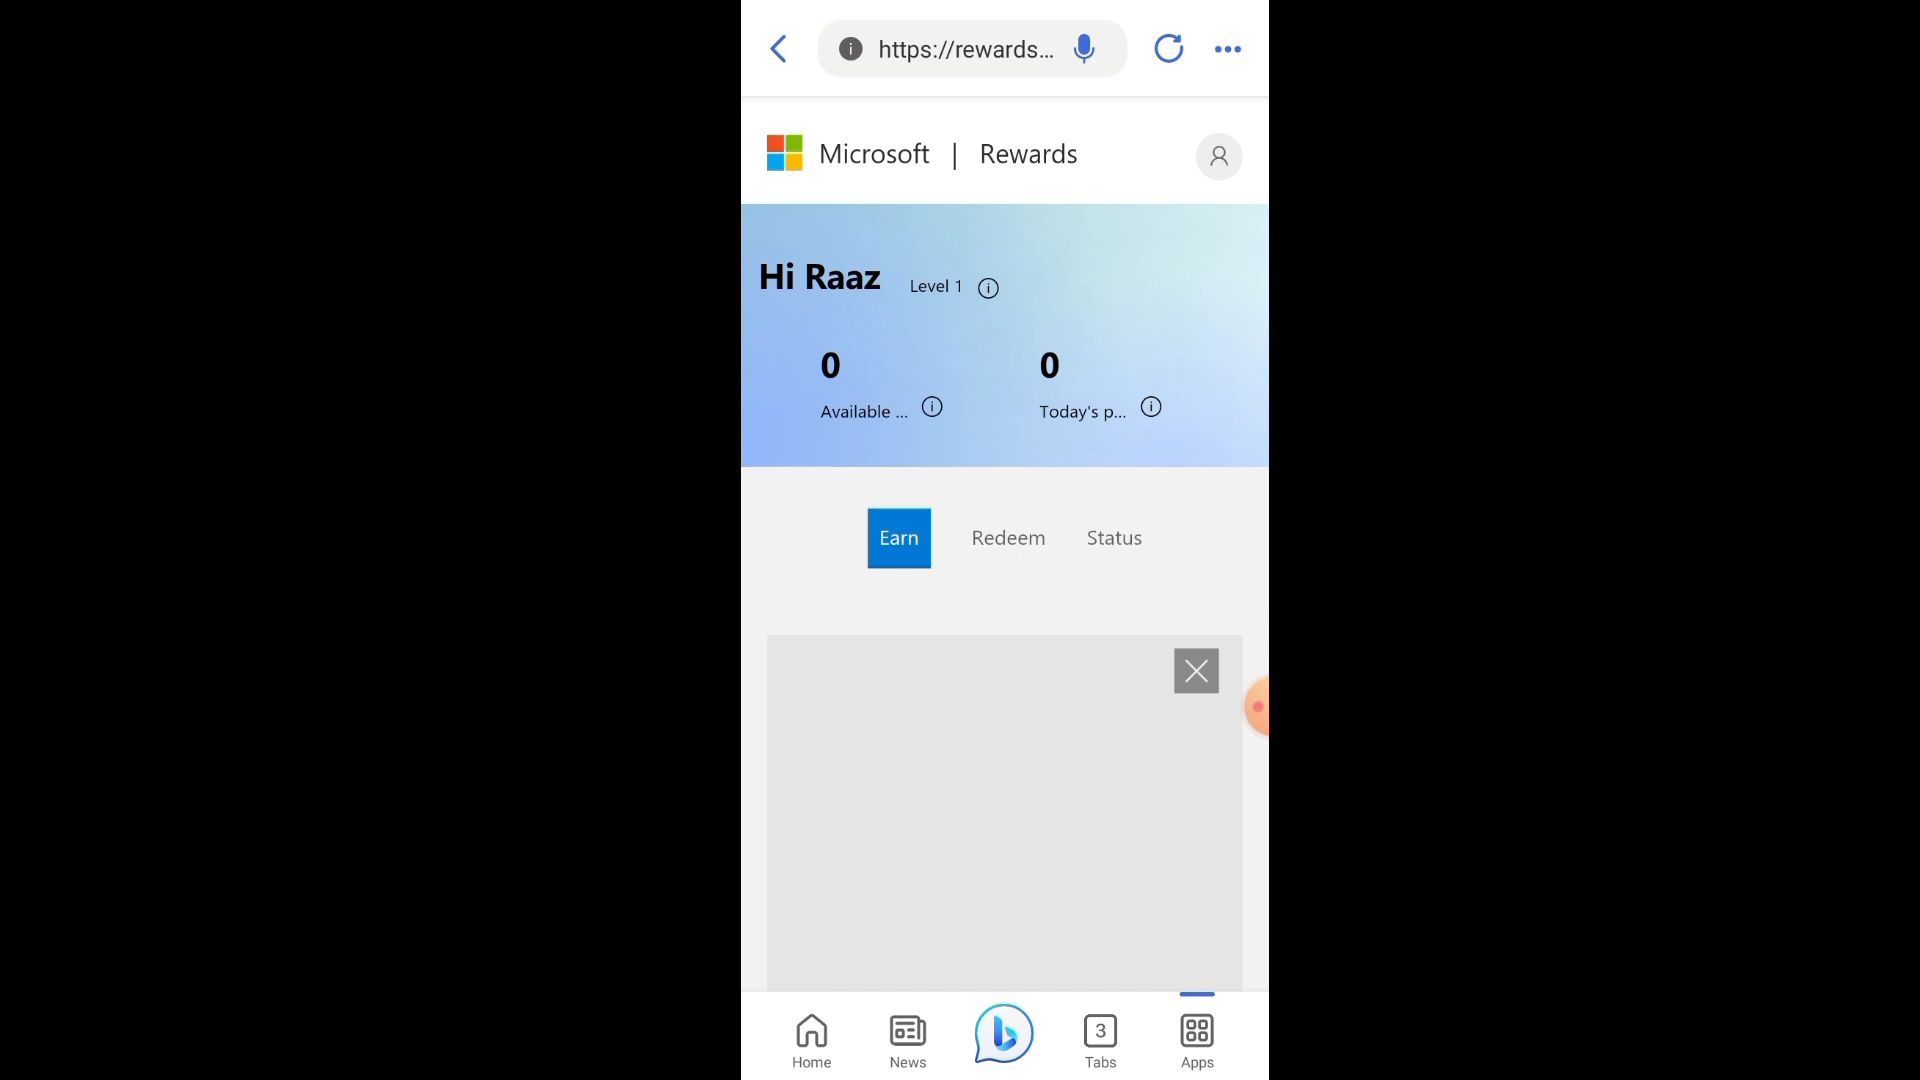 https://rewards...
Microsoft | Rewards
Hi Raaz Level 1
0 0
Available ... Today's p...
Earn Redeem Status
3
Home News Tabs Apps